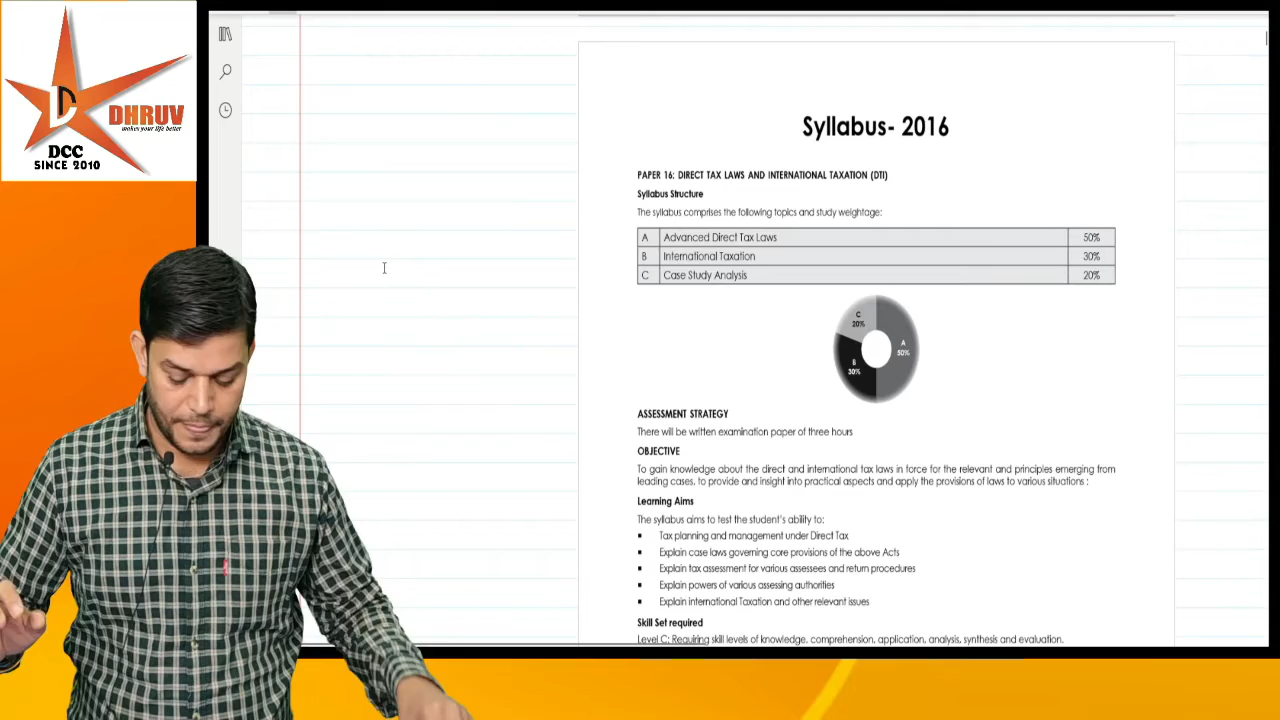 DC
DHRUV
makes your life better
DCC
SINCE 2010
Syllabus- 2016
PAPER 16: DIRECT TAX LAWS AND INTERNATIONAL TAXATION (DTI)
Syllabus Structure
The syllabus comprises the following topics and study weightage:
A Advanced Direct Tax Laws 50%
B International Taxation 30%
C Case Study Analysis 20%
C
20%
A
50%
B
30%
ASSESSMENT STRATEGY
There will be written examination paper of three hours
OBJECTIVE
To gain knowledge about the direct and international tax laws in force for the relevant and principles emerging from
leading cases, to provide and insight into practical aspects and apply the provisions of laws to various situations :
Learning Aims
The syllabus aims to test the student's ability to:
▪ Tax planning and management under Direct Tax
▪ Explain case laws governing core provisions of the above Acts
▪ Explain tax assessment for various assessees and return procedures
▪ Explain powers of various assessing authorities
▪ Explain international Taxation and other relevant issues
Skill Set required
Level C: Requiring skill levels of knowledge, comprehension, application, analysis, synthesis and evaluation.